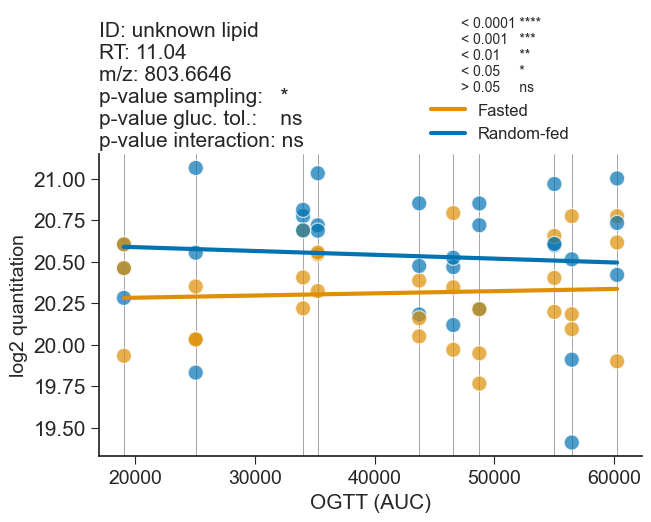 ID: unknown lipid
RT: 11.04
m/z: 803.6646
p-value sampling: *
p-value gluc. tol.: ns
p-value interaction: ns
< 0.0001 ****
< 0.001 ***
< 0.01 **
< 0.05 *
> 0.05 ns
Fasted
Random-fed
21.00
20.75
20.50
20.25
20.00
19.75
19.50
log2 quantitation
20000 30000 40000 50000 60000
OGTT (AUC)